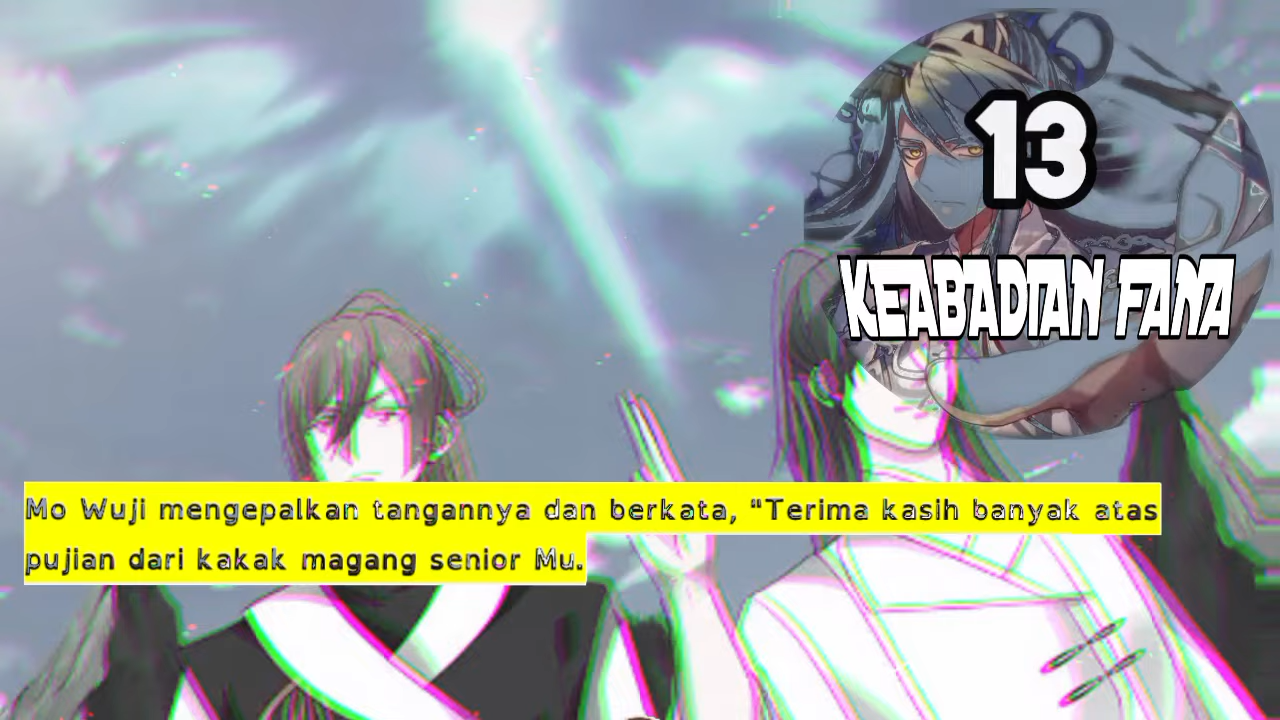 13
KEABADIAN FANA
Mo Wuji mengepalkan tangannya dan berkata, "Terima kasih banyak atas
pujian dari kakak magang senior Mu.